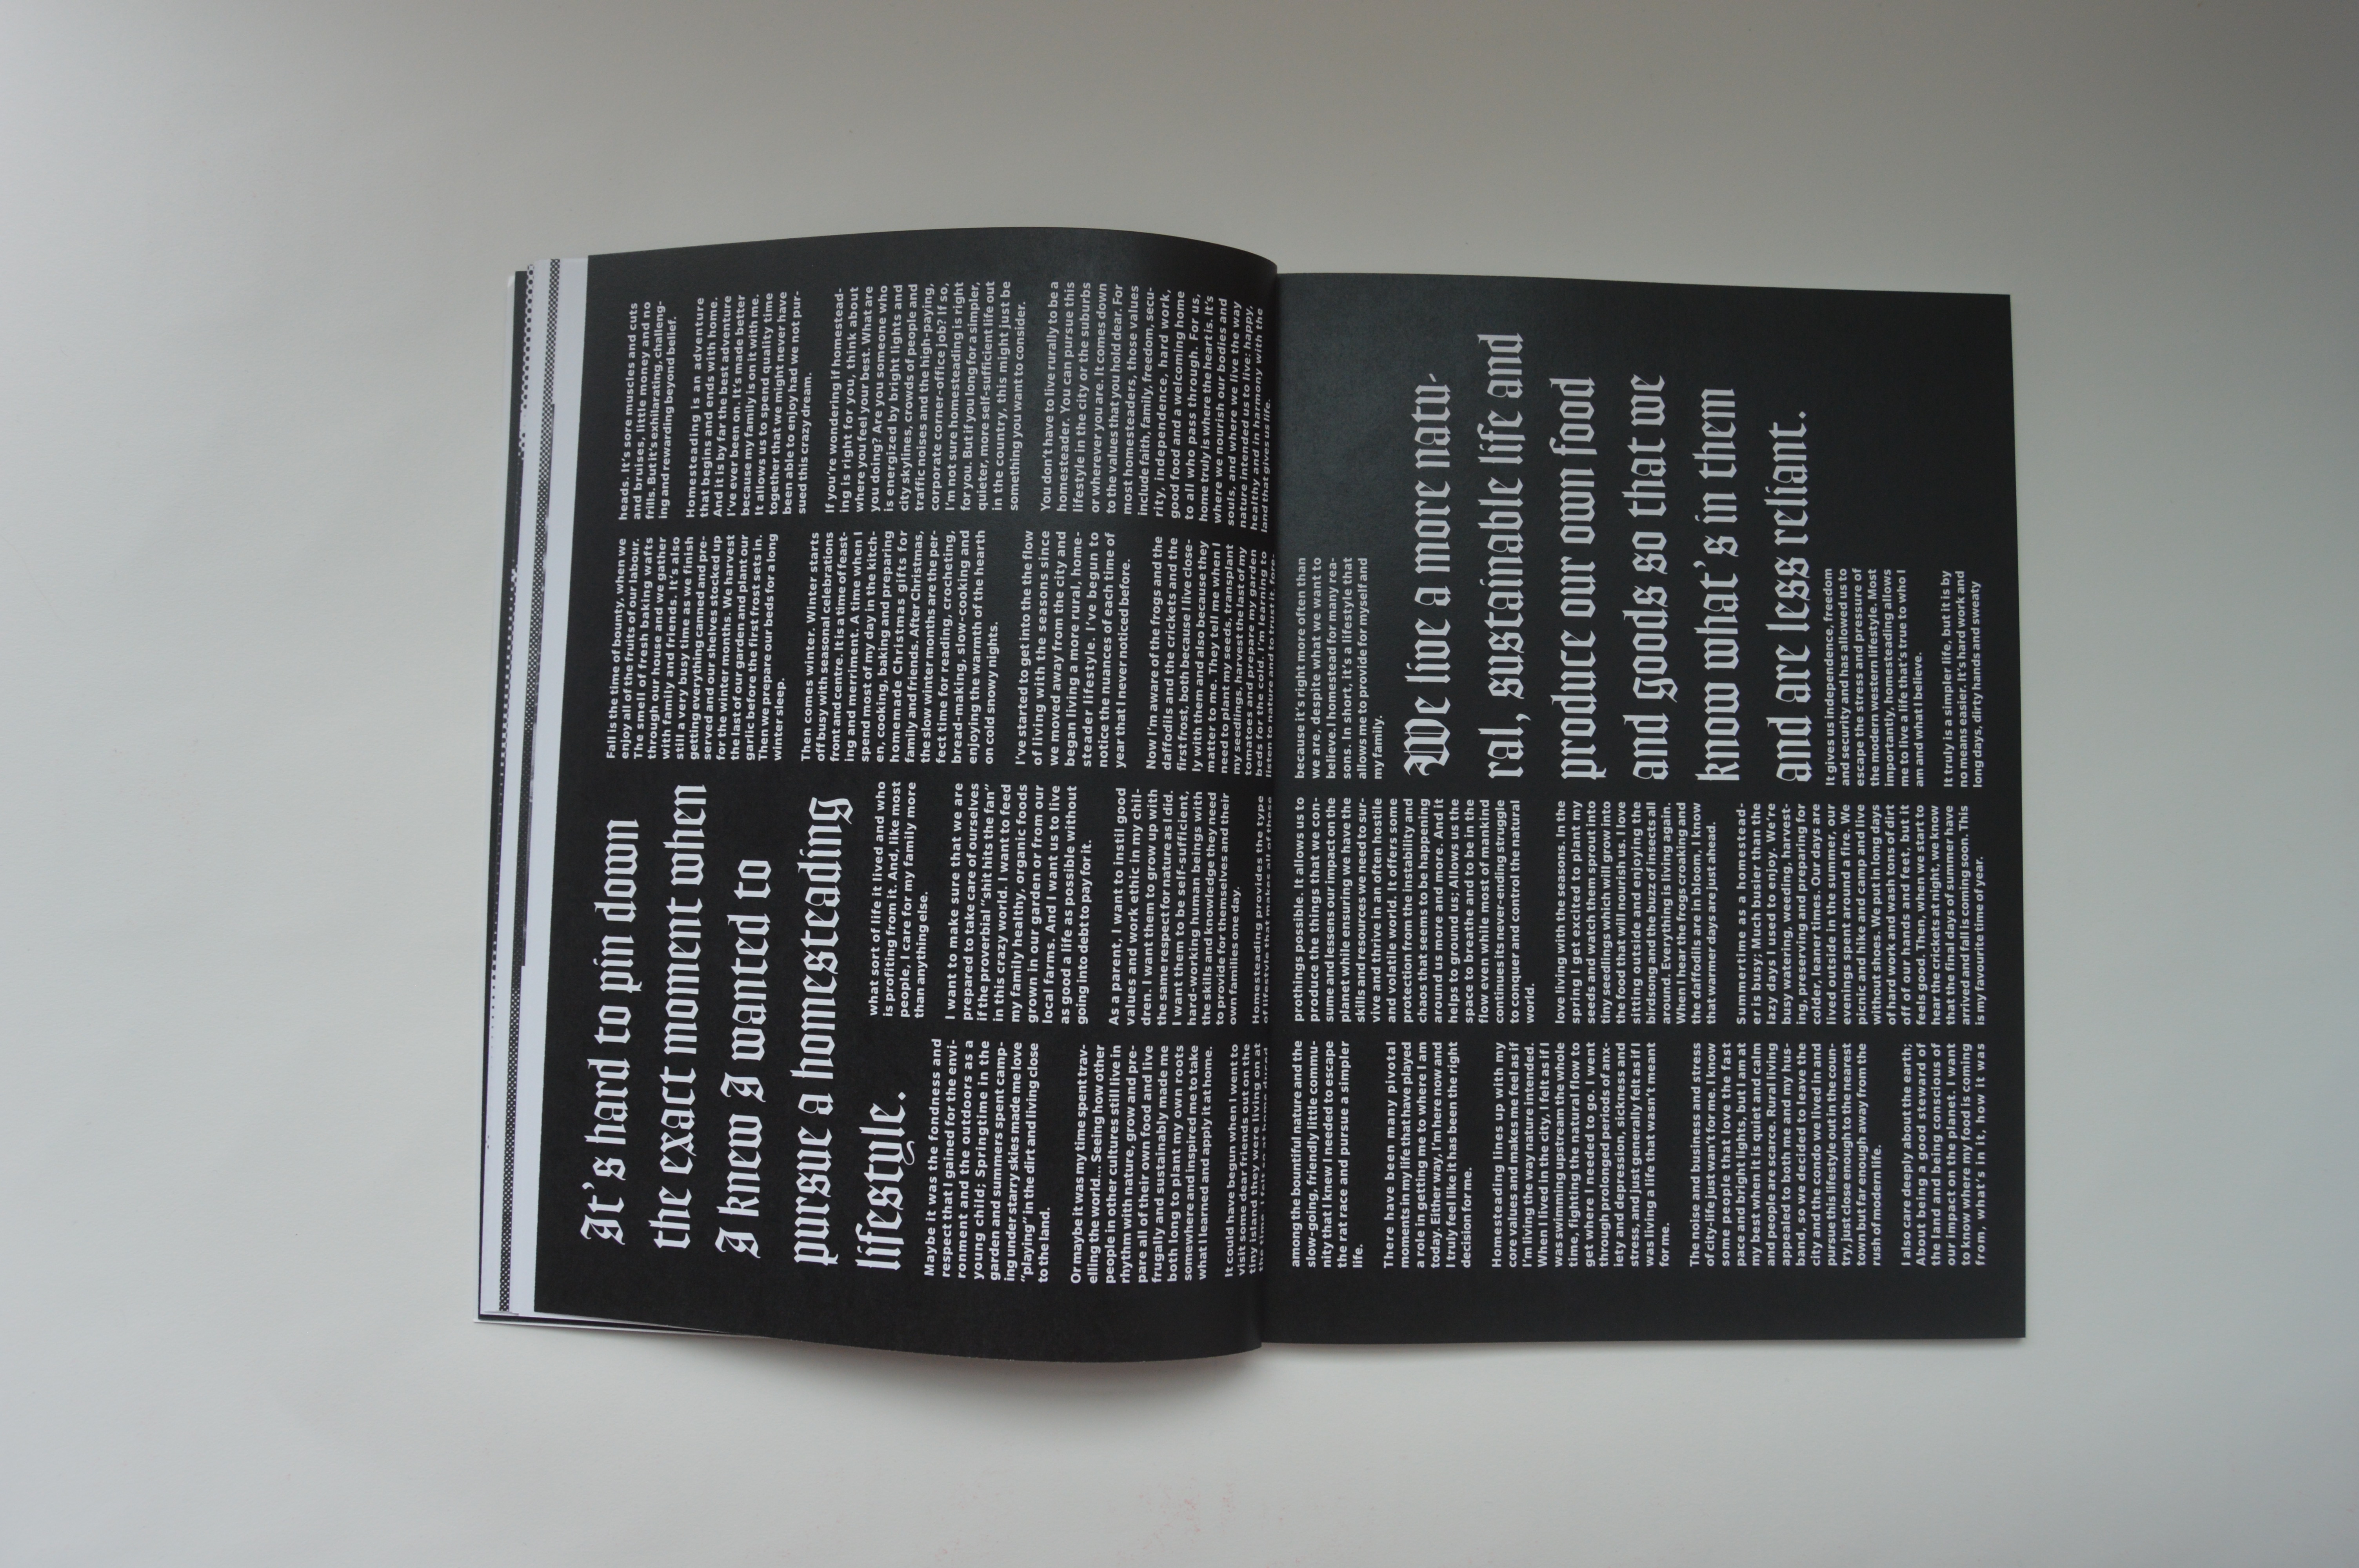 It's hard to pin down
the exact moment when
I knew I wanted to
pursue a homesteading
lifestyle.
Maybe it was the fondness and
respect that I gained for the envi-
ronment and the outdoors as a
young child; Springtime in the
garden and summers spent camp-
ing under starry skies made me love
“playing” in the dirt and living close
to the land.
Or maybe it was my time spent trav-
elling the world... Seeing how other
people in other cultures still live in
rhythm with nature, grow and pre-
pare all of their own food and live
frugally and sustainably made me
both long to plant my own roots
somewhere and inspired me to take
what I learned and apply it at home.
It could have begun when I went to
visit some dear friends out on the
tiny island they were living on at
among the bountiful nature and the
slow-going, friendly little commu-
nity that I knew I needed to escape
the rat race and pursue a simpler
life.
There have been many pivotal
moments in my life that have played
a role in getting me to where I am
today. Either way, I’m here now and
I truly feel like it has been the right
decision for me.
Homesteading lines up with my
core values and makes me feel as if
I’m living the way nature intended.
When I lived in the city, I felt as if I
was swimming upstream the whole
time, fighting the natural flow to
get where I needed to go. I went
through prolonged periods of anx-
iety and depression, sickness and
stress, and just generally felt as if I
was living a life that wasn’t meant
for me.
The noise and business and stress
of city-life just wan’t for me. I know
some people that love the fast
pace and bright lights, but I am at
my best when it is quiet and calm
and people are scarce. Rural living
appealed to both me and my hus-
band, so we decided to leave the
city and the condo we lived in and
pursue this lifestyle out in the coun-
try, just close enough to the nearest
town but far enough away from the
rush of modern life.
I also care deeply about the earth;
About being a good steward of
the land and being conscious of
our impact on the planet. I want
to know where my food is coming
from, what’s in it, how it was
what sort of life it lived and who
is profiting from it. And, like most
people, I care for my family more
than anything else.
I want to make sure that we are
prepared to take care of ourselves
if the proverbial “shit hits the fan”
in this crazy world. I want to feed
my family healthy, organic foods
grown in our garden or from our
local farms. And I want us to live
as good a life as possible without
going into debt to pay for it.
As a parent, I want to instil good
values and work ethic in my chil-
dren. I want them to grow up with
the same respect for nature as I did.
I want them to be self-sufficient,
hard-working human beings with
the skills and knowledge they need
to provide for themselves and their
own families one day.
Homesteading provides the type
of lifestyle that makes all of these
prothings possible. It allows us to
produce the things that we con-
sume and lessens our impact on the
planet while ensuring we have the
skills and resources we need to sur-
vive and thrive in an often hostile
and volatile world. It offers some
protection from the instability and
chaos that seems to be happening
around us more and more. And it
helps to ground us; Allows us the
space to breathe and to be in the
flow even while most of mankind
continues its never-ending struggle
to conquer and control the natural
world.
love living with the seasons. In the
spring I get excited to plant my
seeds and watch them sprout into
tiny seedlings which will grow into
the food that will nourish us. I love
sitting outside and enjoying the
birdsong and the buzz of insects all
around. Everything is living again.
When I hear the frogs croaking and
the daffodils are in bloom, I know
that warmer days are just ahead.
Summertime as a homestead-
er is busy; Much busier than the
lazy days I used to enjoy. We’re
busy watering, weeding, harvest-
ing, preserving and preparing for
colder, leaner times. Our days are
lived outside in the summer, our
evenings spent around a fire. We
picnic and hike and camp and live
without shoes. We put in long days
of hard work and wash tons of dirt
off of our hands and feet, but it
feels good. Then, when we start to
hear the crickets at night, we know
that the final days of summer have
arrived and fall is coming soon. This
is my favourite time of year.
Fall is the time of bounty, when we
enjoy all of the fruits of our labour.
The smell of fresh baking wafts
through our house and we gather
with family and friends. It’s also
still a very busy time as we finish
getting everything canned and pre-
served and our shelves stocked up
for the winter months. We harvest
the last of our garden and plant our
garlic before the first frost sets in.
Then we prepare our beds for a long
winter sleep.
Then comes winter. Winter starts
off busy with seasonal celebrations
front and centre. It is a time of feast-
ing and merriment. A time when I
spend most of my day in the kitch-
en, cooking, baking and preparing
homemade Christmas gifts for
family and friends. After Christmas,
the slow winter months are the per-
fect time for reading, crocheting,
bread-making, slow-cooking and
enjoying the warmth of the hearth
on cold snowy nights.
I’ve started to get into the flow
of living with the seasons since
we moved away from the city and
began living a more rural, home-
steader lifestyle. I’ve begun to
notice the nuances of each time of
year that I never noticed before.
Now I’m aware of the frogs and the
daffodils and the crickets and the
first frost, both because I live close-
ly with them and also because they
matter to me. They tell me when I
need to plant my seeds, transplant
my seedlings, harvest the last of my
tomatoes and prepare my garden
beds for the cold. I’m learning to
listen to nature and to trust it fore-
because it’s right more often than
we are, despite what we want to
believe.I homestead for many rea-
sons. In short, it’s a lifestyle that
allows me to provide for myself and
my family.
We live a more natu-
ral, sustainable life and
produce our own food
and goods so that we
know what's in them
and are less reliant.
It gives us independence, freedom
and security and has allowed us to
escape the stress and pressure of
the modern western lifestyle. Most
importantly, homesteading allows
me to live a life that’s true to who I
am and what I believe.
It truly is a simpler life, but it is by
no means easier. It’s hard work and
long days, dirty hands and sweaty
heads. It’s sore muscles and cuts
and bruises, little money and no
frills. But it’s exhilarating, challeng-
ing and rewarding beyond belief.
Homesteading is an adventure
that begins and ends with home.
And it is by far the best adventure
I’ve ever been on. It’s made better
because my family is on it with me.
It allows us to spend quality time
together that we might never have
been able to enjoy had we not pur-
sued this crazy dream.
If you’re wondering if homestead-
ing is right for you, think about
where you feel your best. What are
you doing? Are you someone who
is energized by bright lights and
city skylines, crowds of people and
traffic noises and the high-paying,
corporate corner-office job? If so,
I’m not sure homesteading is right
for you. But if you long for a simpler,
quieter, more self-sufficient life out
in the country, this might just be
something you want to consider.
You don’t have to live rurally to be a
homesteader. You can pursue this
lifestyle in the city or the suburbs
or wherever you are. It comes down
to the values that you hold dear. For
most homesteaders, those values
include faith, family, freedom, secu-
rity, independence, hard work,
good food and a welcoming home
to all who pass through. For us,
home truly is where the heart is. It’s
where we nourish our bodies and
souls, and where we live the way
nature intended us to live: happy,
healthy and in harmony with the
land that gives us life.